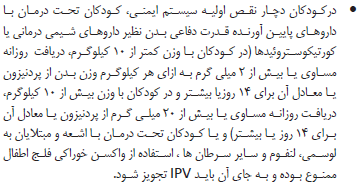 • درکودکان دچار نقص اولیه سیستم ایمنی، کودکان تحت درمان با
داروهای پایین آورنده قدرت دفاعی بدن نظیر داروهای شیمی درمانی یا
کورتیکوستروئیدها (در کودکان با وزن کمتر از ۱۰ کیلوگرم، دریافت روزانه
مساوی یا بیش از ۲ میلی گرم به ازای هر کیلوگرم وزن بدن از پردنیزون
یا معادل آن برای ۱۴ روزیا بیشتر و در کودکان با وزن بیش از ۱۰ کیلوگرم،
دریافت روزانه مساوی یا بیش از ۲۰ میلی گرم از پردنیزون یا معادل آن
برای ۱۴ روز یا بیشتر) و یا کودکان تحت درمان با اشعه و مبتلایان به
لوسمی، لنفوم و سایر سرطان ها ، استفاده از واکسن خوراکی فلج اطفال
ممنوع بوده و به جای آن باید IPV تجویز شود.